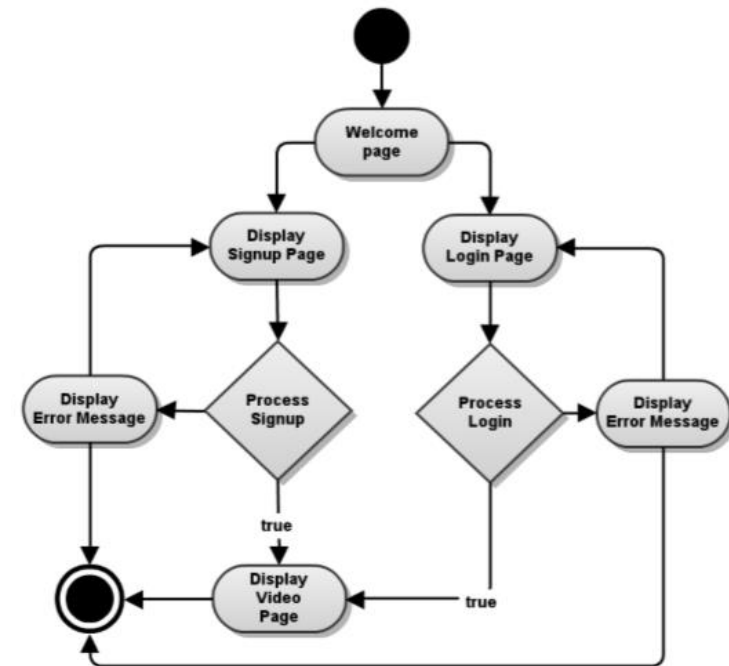 Welcome
page
Display
Signup Page
Display
Login Page
Display
Error Message
Process
Signup
Process
Login
Display
Error Message
true
Display
Video
Page
true